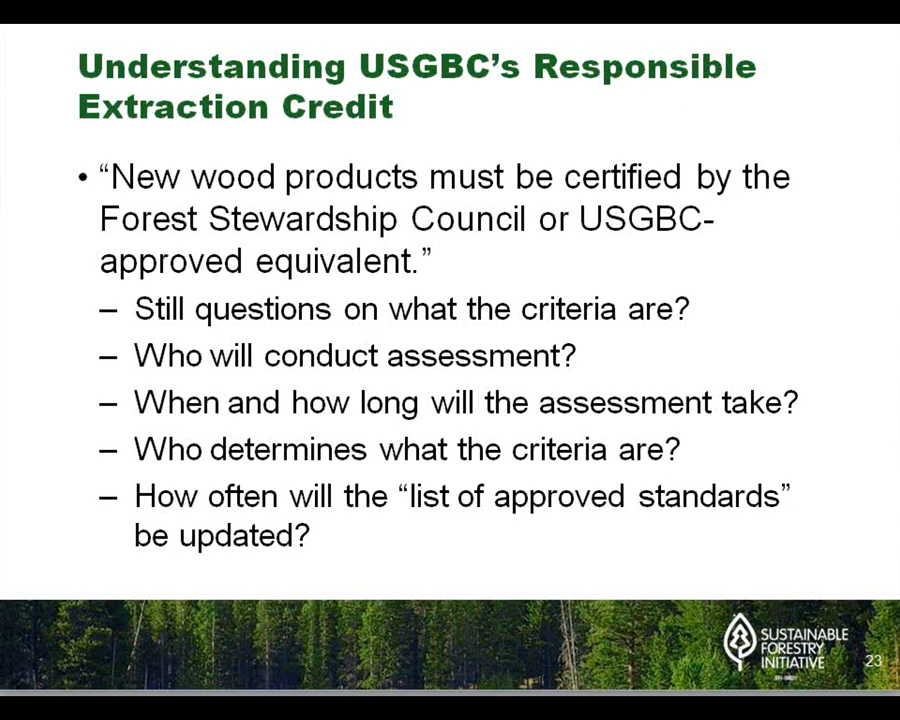 Understanding USGBC’s Responsible
Extraction Credit
• “New wood products must be certified by the
Forest Stewardship Council or USGBC-
approved equivalent.”
– Still questions on what the criteria are?
– Who will conduct assessment?
– When and how long will the assessment take?
– Who determines what the criteria are?
– How often will the “list of approved standards”
be updated?
SUSTAINABLE
FORESTRY
INITIATIVE
23